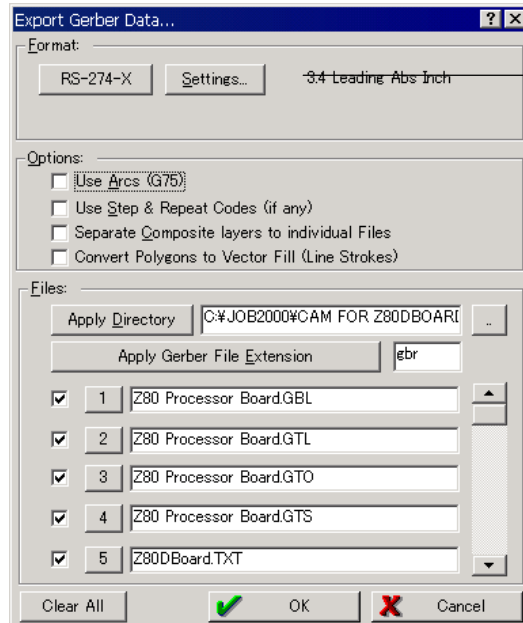 Export Gerber Data...
Format:
RS-274-X Settings... 3.4 Leading Abs Inch
Options:
Use Arcs (G75)
Use Step & Repeat Codes (if any)
Separate Composite layers to individual Files
Convert Polygons to Vector Fill (Line Strokes)
Files:
Apply Directory C:¥JOB2000¥CAM FOR Z80DBOARD ..
Apply Gerber File Extension gbr
1 Z80 Processor Board.GBL
2 Z80 Processor Board.GTL
3 Z80 Processor Board.GTO
4 Z80 Processor Board.GTS
5 Z80DBoard.TXT
Clear All OK Cancel